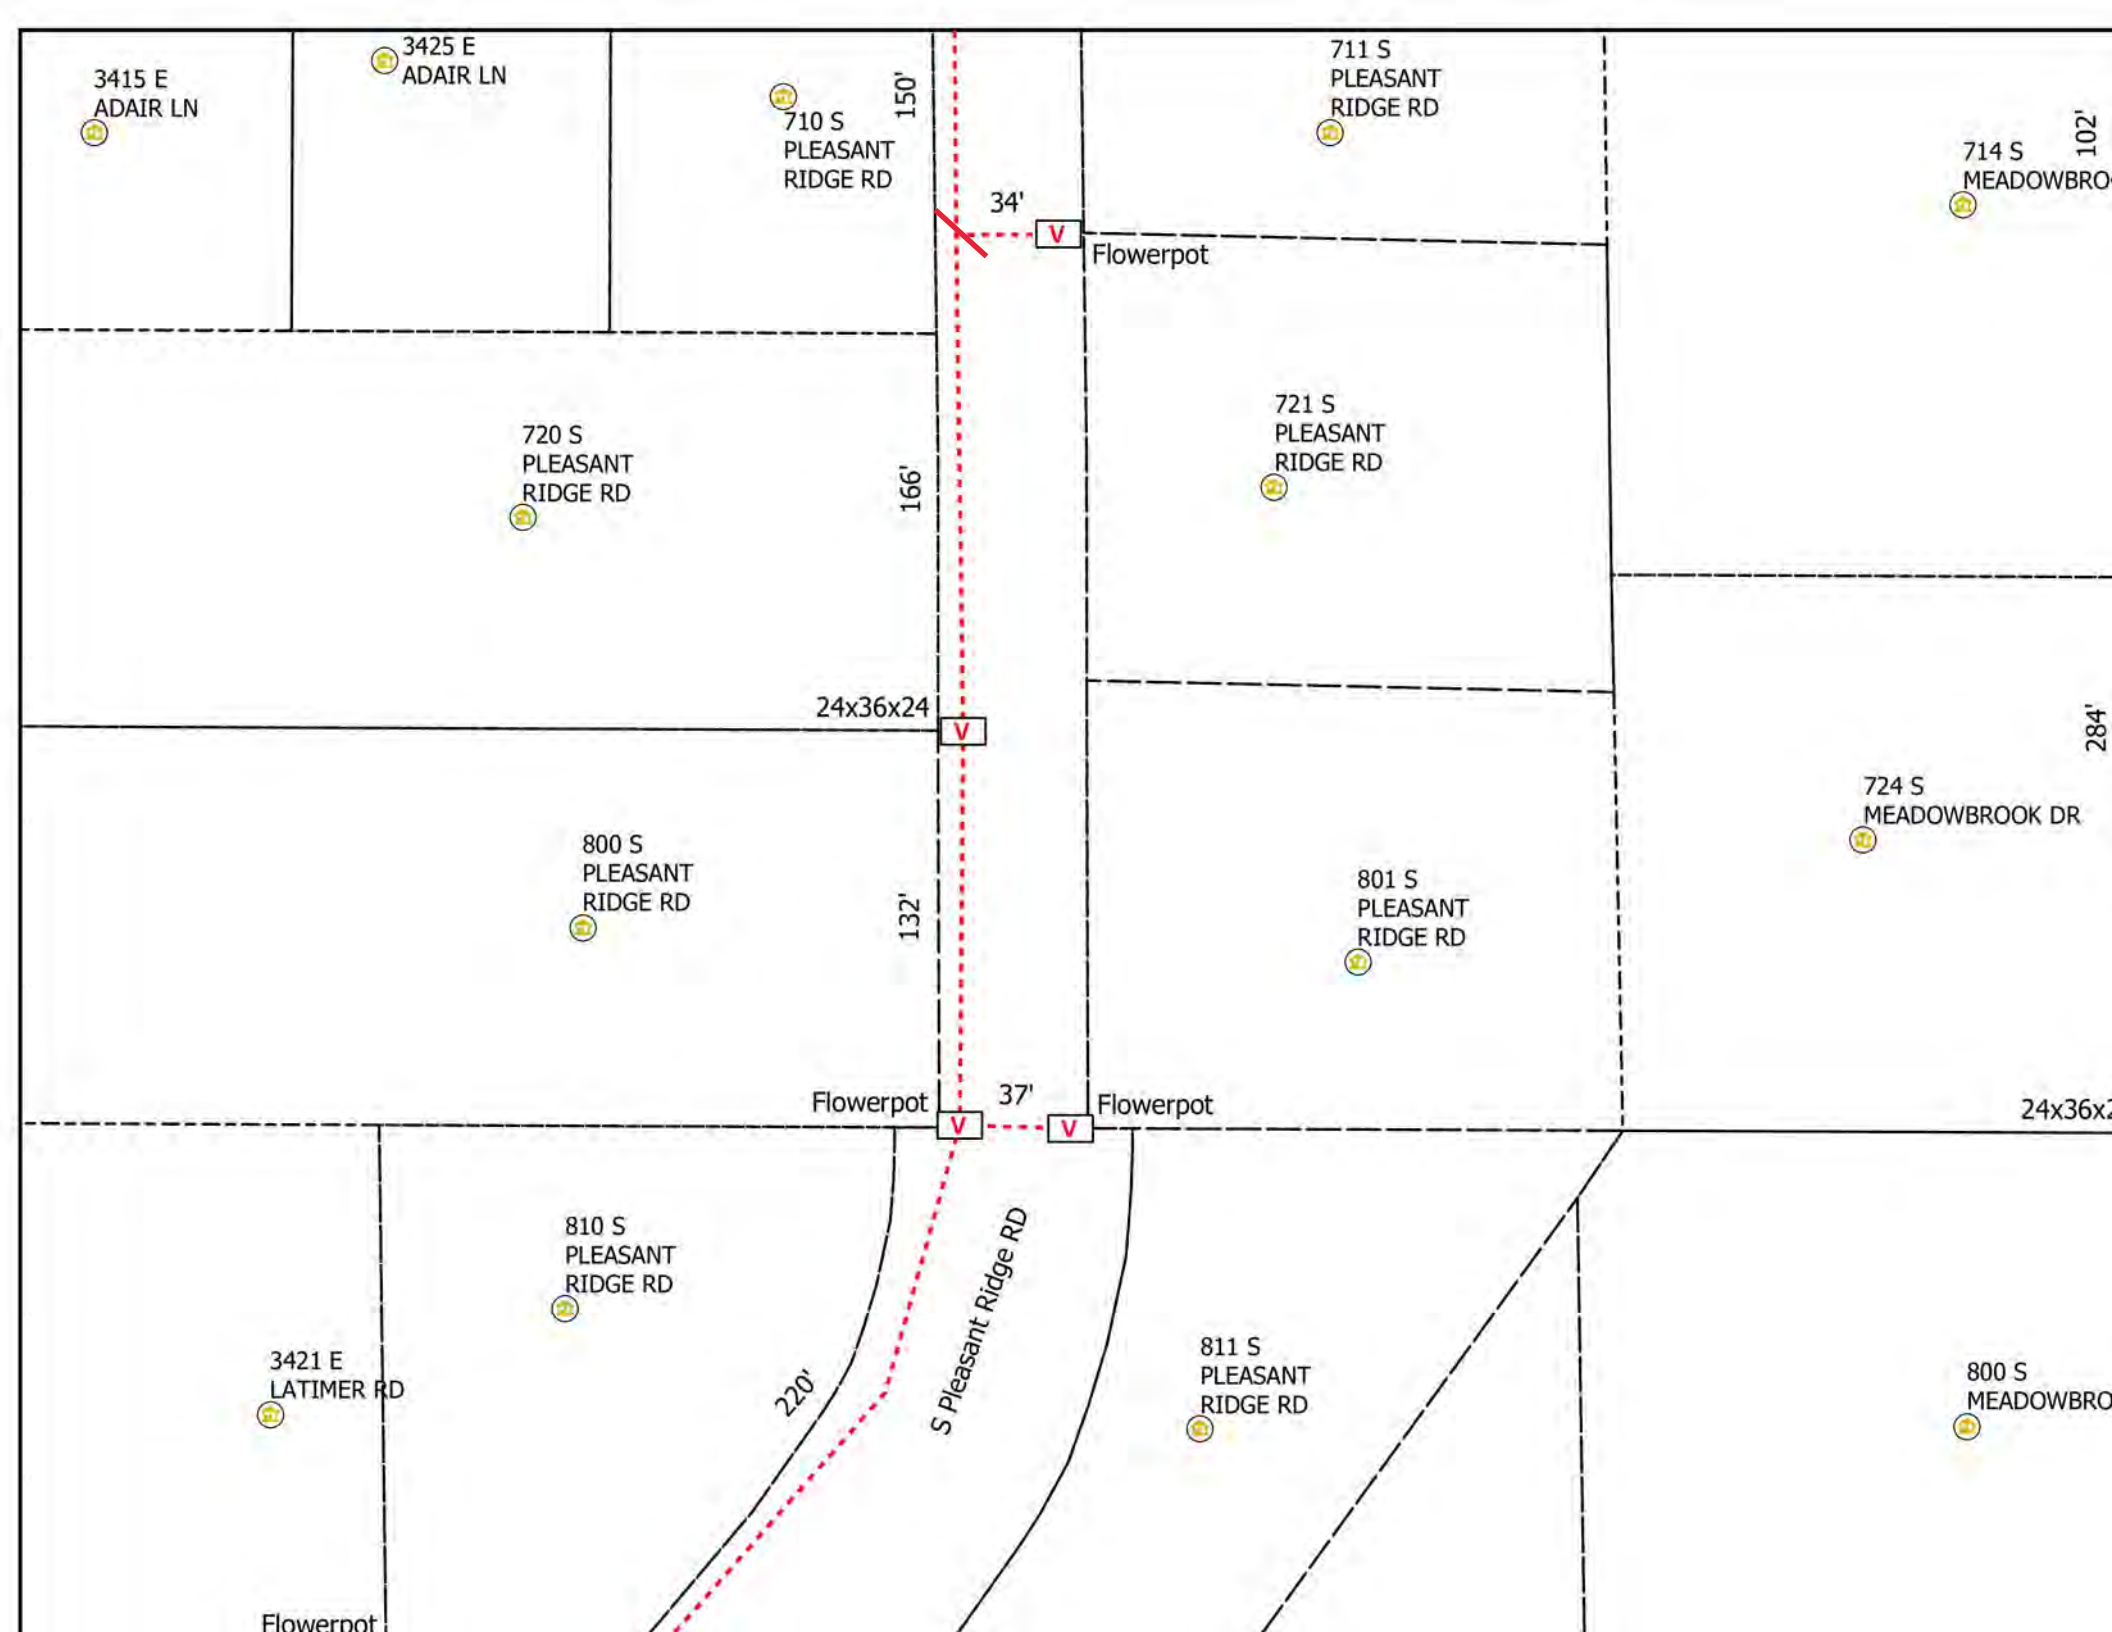 3415 E
ADAIR LN
3425 E
ADAIR LN
710 S
PLEASANT
RIDGE RD
150'
711 S
PLEASANT
RIDGE RD
714 S
MEADOWBRO
102'
34'
V
Flowerpot
720 S
PLEASANT
RIDGE RD
166'
721 S
PLEASANT
RIDGE RD
24x36x24
V
284'
724 S
MEADOWBROOK DR
800 S
PLEASANT
RIDGE RD
132'
801 S
PLEASANT
RIDGE RD
Flowerpot
V
37'
V
Flowerpot
24x36x2
810 S
PLEASANT
RIDGE RD
S Pleasant Ridge RD
220'
3421 E
LATIMER RD
811 S
PLEASANT
RIDGE RD
800 S
MEADOWBRO
Flowerpot